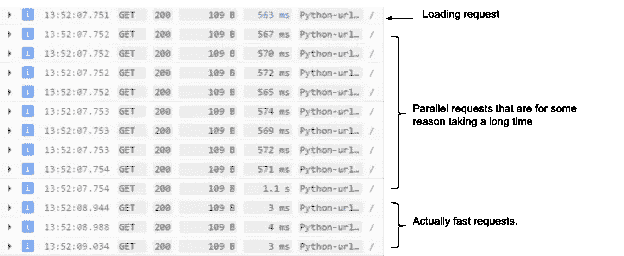 13:52:07.751 GET 200 109 B 563 ms Python-url… /
Loading request
13:52:07.752 GET 200 109 B 567 ms Python-url… /
13:52:07.752 GET 200 109 B 570 ms Python-url… /
13:52:07.752 GET 200 109 B 572 ms Python-url… /
13:52:07.752 GET 200 109 B 565 ms Python-url… /
13:52:07.753 GET 200 109 B 574 ms Python-url… /
Parallel requests that are for some
reason taking a long time
13:52:07.753 GET 200 109 B 569 ms Python-url… /
13:52:07.753 GET 200 109 B 572 ms Python-url… /
13:52:07.754 GET 200 109 B 571 ms Python-url… /
13:52:07.754 GET 200 109 B 1.1 s Python-url… /
13:52:08.944 GET 200 109 B 3 ms Python-url… /
13:52:08.988 GET 200 109 B 4 ms Python-url… /
Actually fast requests.
13:52:09.034 GET 200 109 B 3 ms Python-url… /